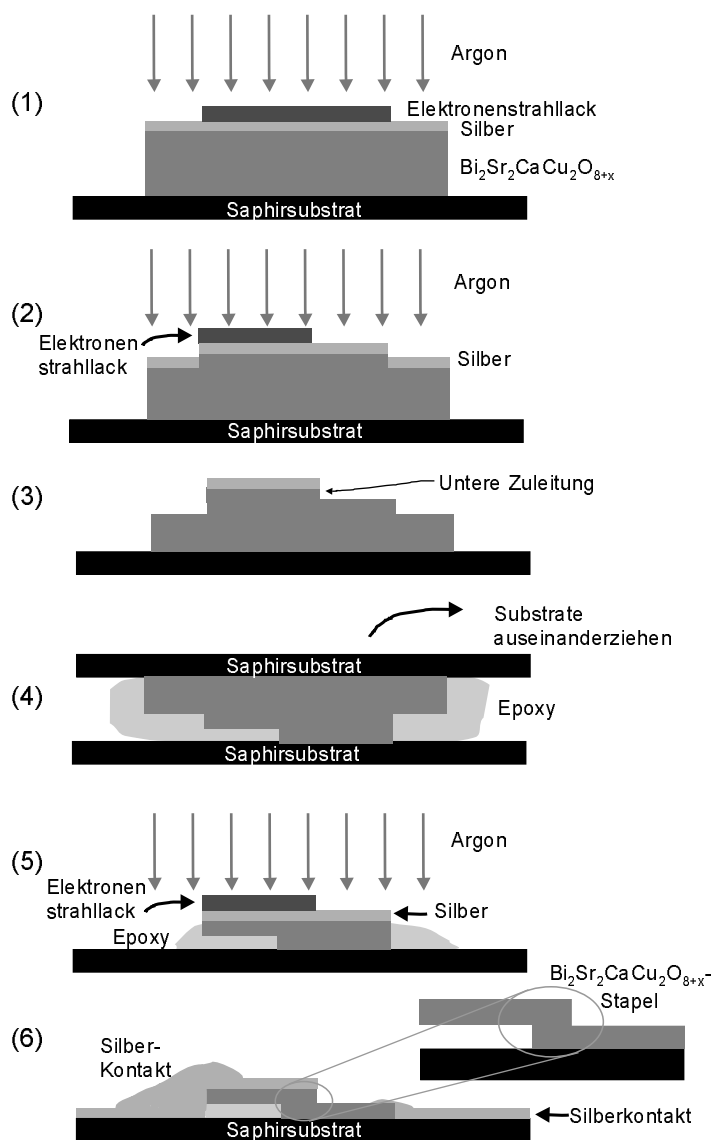 (1)
Argon
Elektronenstrahllack
Silber
Bi₂Sr₂CaCu₂O₈₊ₓ
Saphirsubstrat
(2)
Argon
Elektronen
strahllack
Silber
Saphirsubstrat
(3)
Untere Zuleitung
Substrate
auseinanderziehen
(4)
Saphirsubstrat
Epoxy
Saphirsubstrat
(5)
Argon
Elektronen
strahllack
Silber
Epoxy
(6)
Bi₂Sr₂CaCu₂O₈₊ₓ-
Stapel
Silber-
Kontakt
Silberkontakt
Saphirsubstrat